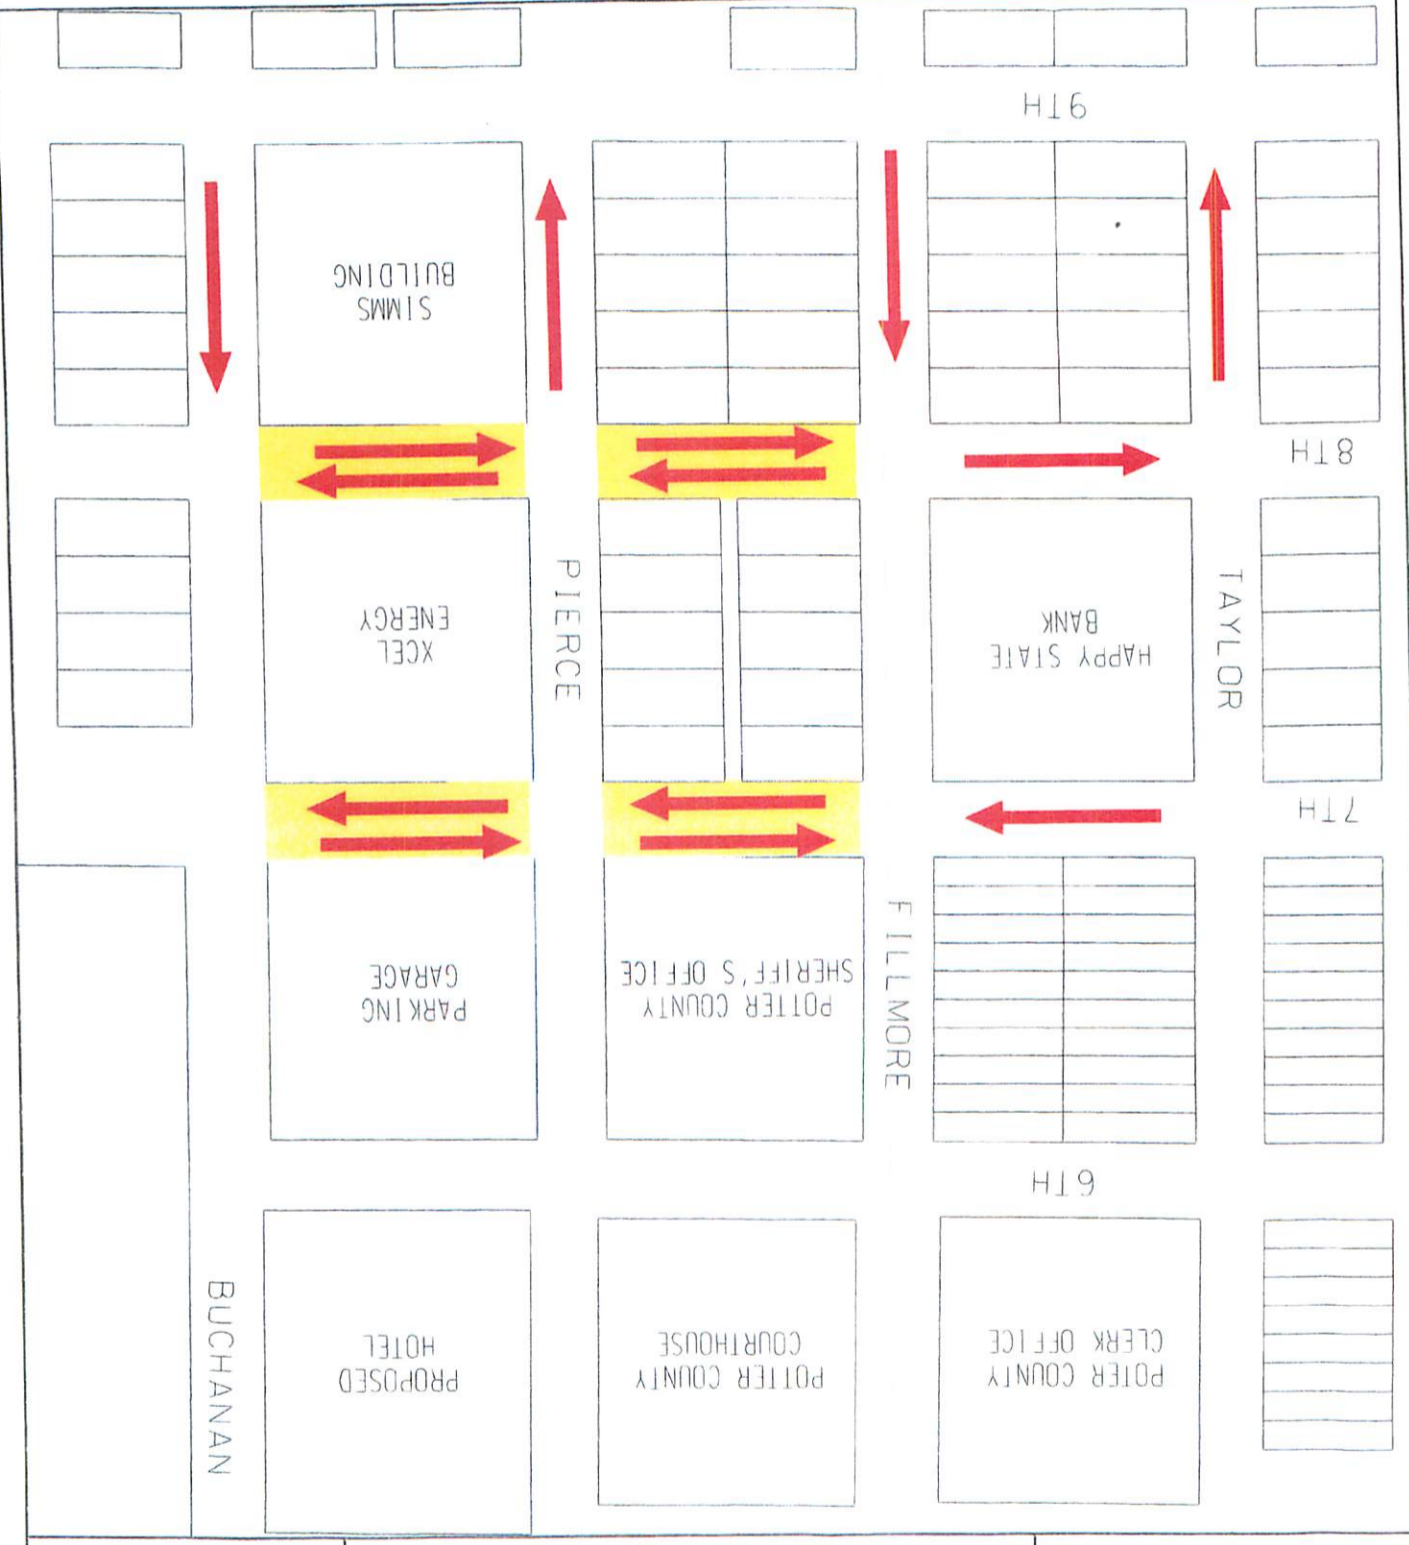 POTER COUNTY
CLERK OFFICE
POTTER COUNTY
COURTHOUSE
PROPOSED
HOTEL
BUCHANAN
6TH
FILLMORE
POTTER COUNTY
SHERIFF'S OFFICE
PARKING
GARAGE
7TH
TAYLOR
HAPPY STATE
BANK
PIERCE
XCEL
ENERGY
8TH
SIMMS
BUILDING
9TH